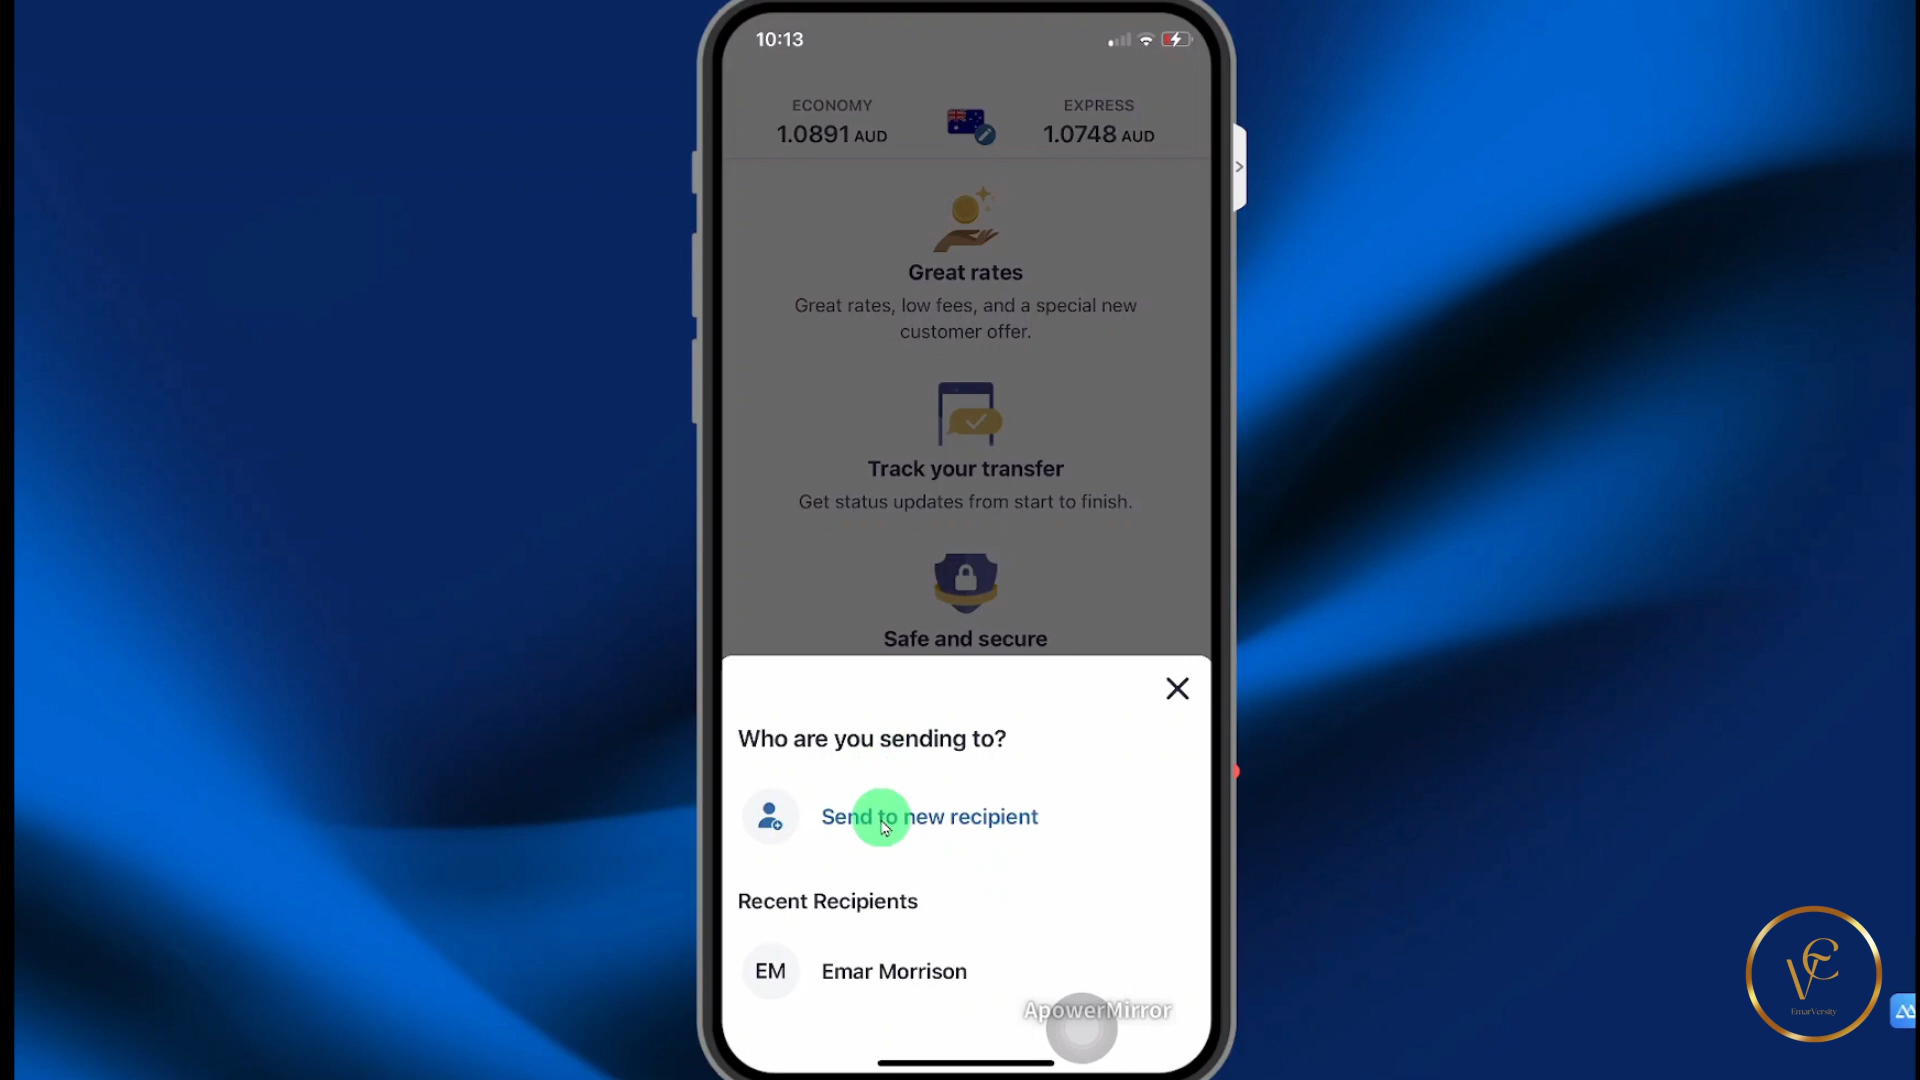 10:13
ECONOMY
1.0891 AUD
EXPRESS
1.0748 AUD
Great rates
Great rates, low fees, and a special new
customer offer.
Track your transfer
Get status updates from start to finish.
Safe and secure
Who are you sending to?
Send to new recipient
Recent Recipients
EM
Emar Morrison
ApowerMirror
EmarVersity